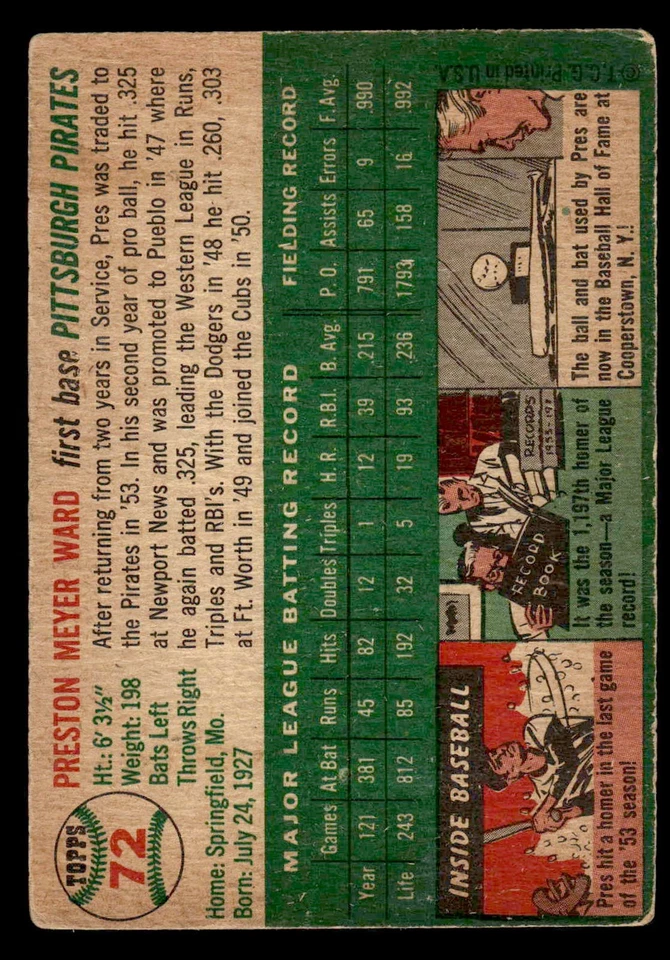 TOPPS
72
PRESTON MEYER WARD first base PITTSBURGH PIRATES
Ht.: 6' 3½"
Weight: 198
Bats Left
Throws Right
Home: Springfield, Mo.
Born: July 24, 1927
After returning from two years in Service, Pres was traded to
the Pirates in '53. In his second year of pro ball, he hit .325
at Newport News and was promoted to Pueblo in '47 where
he again batted .325, leading the Western League in Runs,
Triples and RBI's. With the Dodgers in '48 he hit .260, .303
at Ft. Worth in '49 and joined the Cubs in '50.
MAJOR LEAGUE BATTING RECORD FIELDING RECORD
Games At Bat Runs Hits Doubles Triples H. R. R.B.I. B. Avg. P. O. Assists Errors F. Avg.
Year 121 381 45 82 12 1 12 39 .215 791 65 9 .990
Life 243 812 85 192 32 5 19 93 .236 1793 158 16 .992
INSIDE BASEBALL
Pres hit a homer in the last game
of the '53 season!
RECORD
BOOK
RECORDS
It was the 1,197th homer of
the season—a Major League
record!
The ball and bat used by Pres are
now in the Baseball Hall of Fame at
Cooperstown, N. Y.!
© T. C. G. Printed in U.S.A.